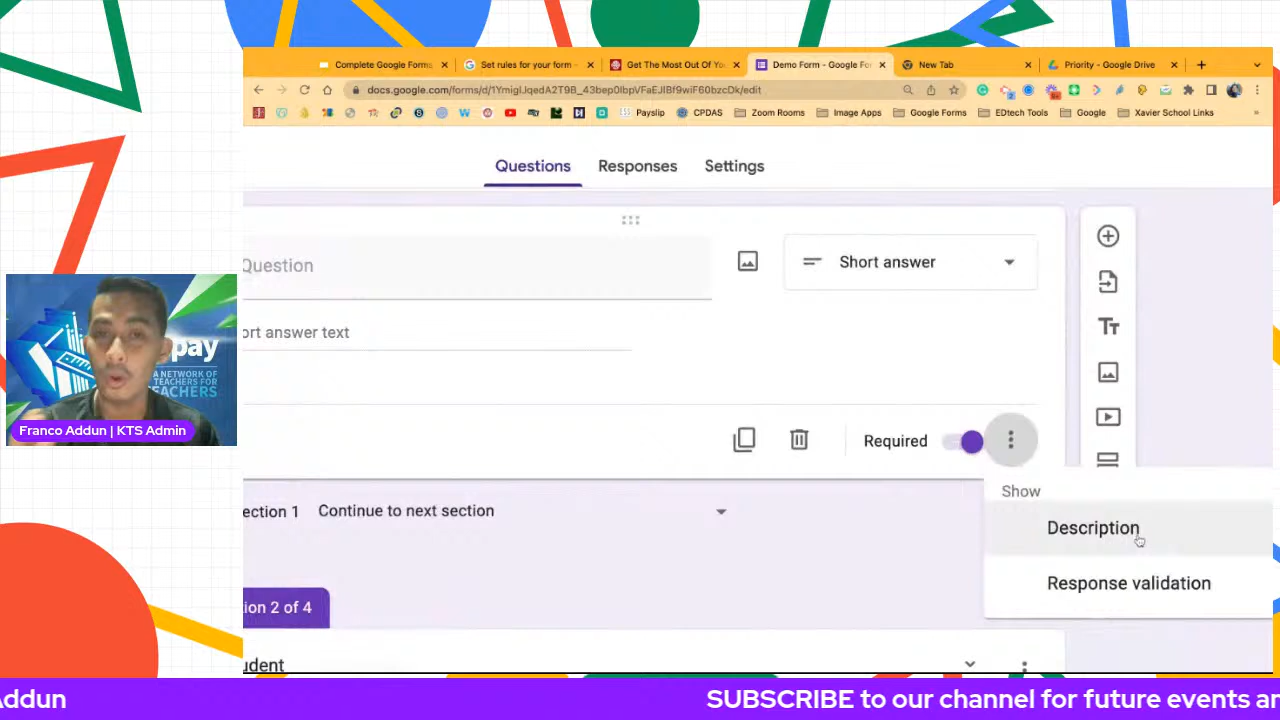 Complete Google Forms
Set rules for your form -
Get The Most Out Of Yo
Demo Form - Google Fo
New Tab
Priority - Google Drive
docs.google.com/forms/d/1YmigIJqedA2T9B_43bep0IbpVFaEJIBf9wiF60bzcDk/edit
Payslip
CPDAS
Zoom Rooms
Image Apps
Google Forms
EDtech Tools
Google
Xavier School Links
Questions
Responses
Settings
Question
Short answer
ort answer text
Required
Show
Description
Response validation
ection 1
Continue to next section
ion 2 of 4
udent
pay
A NETWORK OF
TEACHERS FOR
TEACHERS
Franco Addun | KTS Admin
Addun
SUBSCRIBE to our channel for future events an